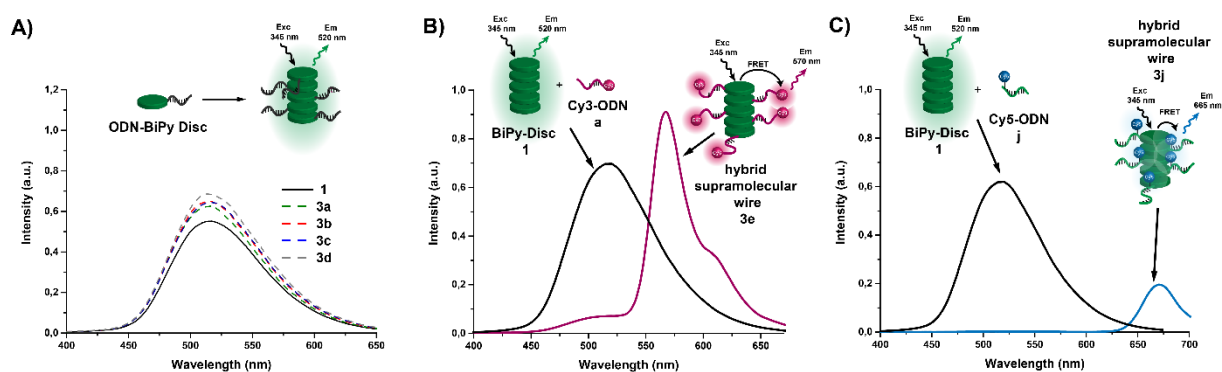 A)
Exc
345 nm
Em
520 nm
ODN-BiPy Disc
1
3a
3b
3c
3d
Intensity (a.u.)
1,2
1,0
0,8
0,6
0,4
0,2
0,0
400 450 500 550 600 650
Wavelength (nm)
B)
Exc
345 nm
Em
520 nm
BiPy-Disc
1
+
Cy3-ODN
a
Exc
345 nm
FRET
Em
570 nm
hybrid
supramolecular
wire
3e
Intensity (a.u.)
1,0
0,8
0,6
0,4
0,2
0,0
400 450 500 550 600 650
Wavelength (nm)
C)
Exc
345 nm
Em
520 nm
BiPy-Disc
1
+
Cy5-ODN
j
hybrid
supramolecular
wire
3j
Exc
345 nm
FRET
Em
665 nm
Intensity (a.u.)
1,0
0,8
0,6
0,4
0,2
0,0
400 450 500 550 600 650 700
Wavelength (nm)